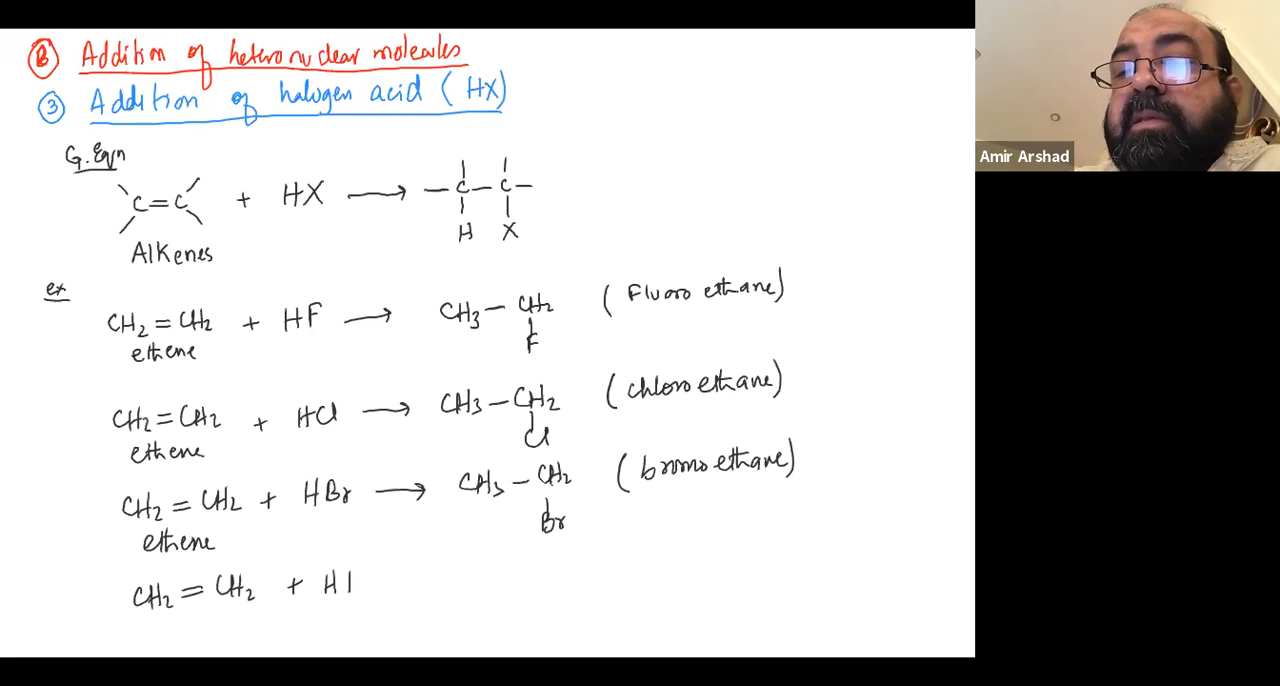 B Addition of heteronuclear molecules
3 Addition of halogen acid (HX)
G.Eqn
C=C + HX → -C-C-
H X
Alkenes
ex
CH2=CH2 + HF → CH3-CH2 (Fluoro ethane)
F
ethene
CH2=CH2 + HCl → CH3-CH2 (chloro ethane)
Cl
ethene
CH2=CH2 + HBr → CH3-CH2 (bromo ethane)
Br
ethene
CH2=CH2 + HI
Amir Arshad